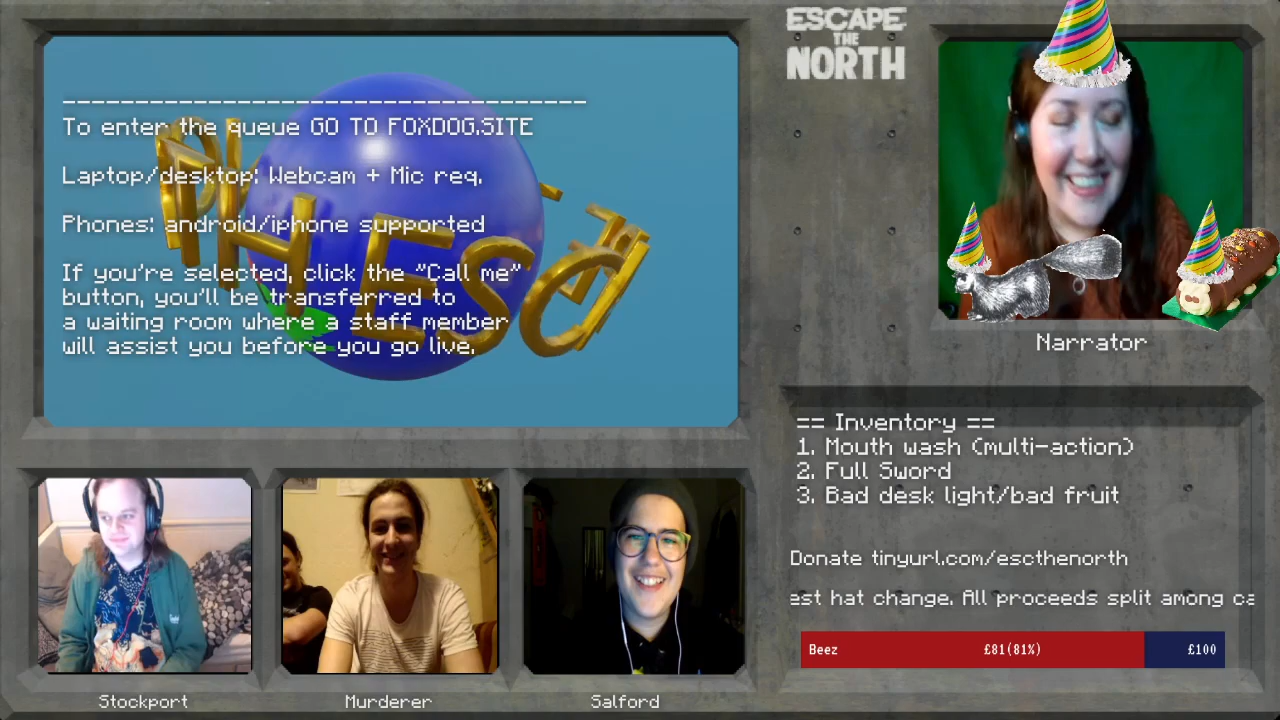 ESCAPE
THE
NORTH
----------------------------------
To enter the queue GO TO FOXDOG.SITE
Laptop/desktop: Webcam + Mic req.
Phones: android/iphone supported
If you're selected, click the "Call me"
button, you'll be transferred to
a waiting room where a staff member
will assist you before you go live.
Narrator
== Inventory ==
1. Mouth wash (multi-action)
2. Full Sword
3. Bad desk light/bad fruit
Donate tinyurl.com/escthenorth
est hat change. All proceeds split among ca
Beez £81(81%) £100
Stockport
Murderer
Salford